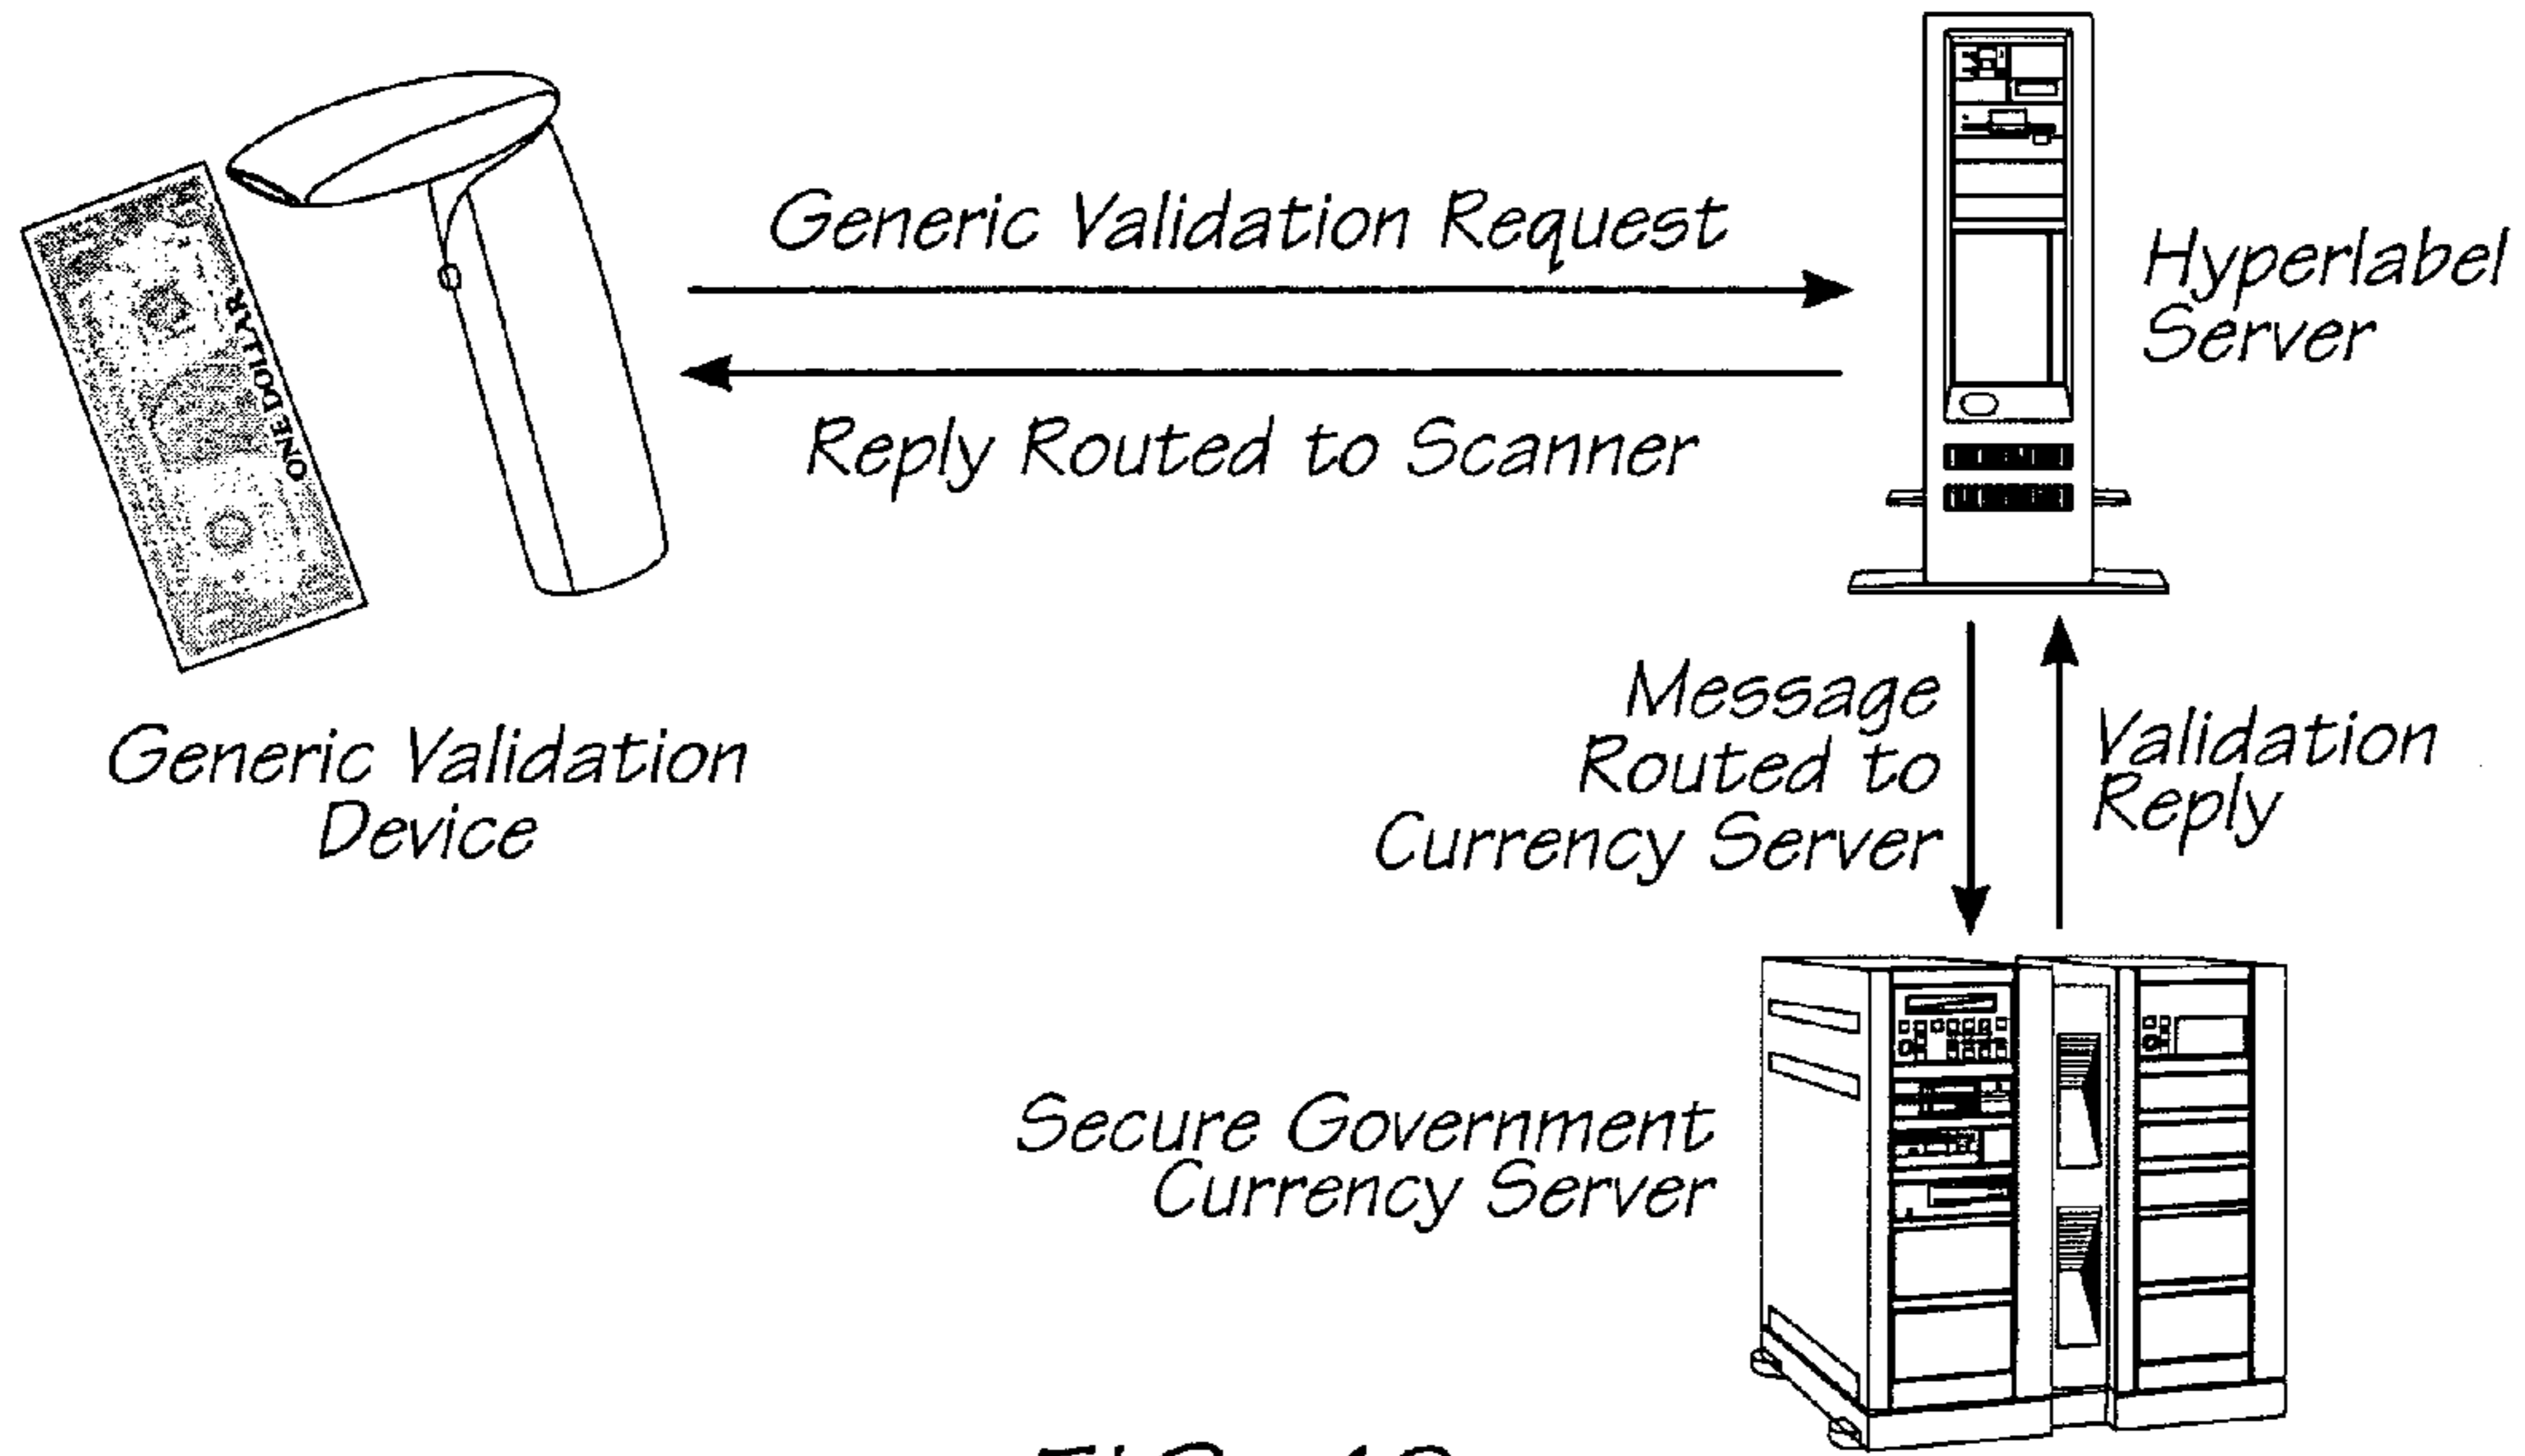 Generic Validation Request
Hyperlabel
Server
ONE DOLLAR
Reply Routed to Scanner
Generic Validation
Device
Message
Routed to
Currency Server
Validation
Reply
Secure Government
Currency Server